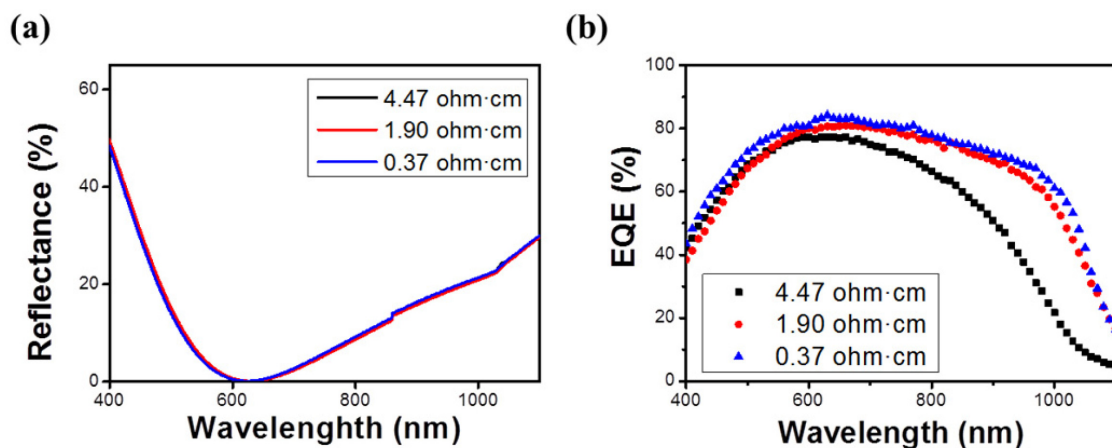 (a)
(b)
60
40
20
0
400
600
800
1000
Reflectance (%)
Wavelenghth (nm)
4.47 ohm·cm
1.90 ohm·cm
0.37 ohm·cm
100
80
60
40
20
0
400
600
800
1000
EQE (%)
Wavelength (nm)
4.47 ohm·cm
1.90 ohm·cm
0.37 ohm·cm